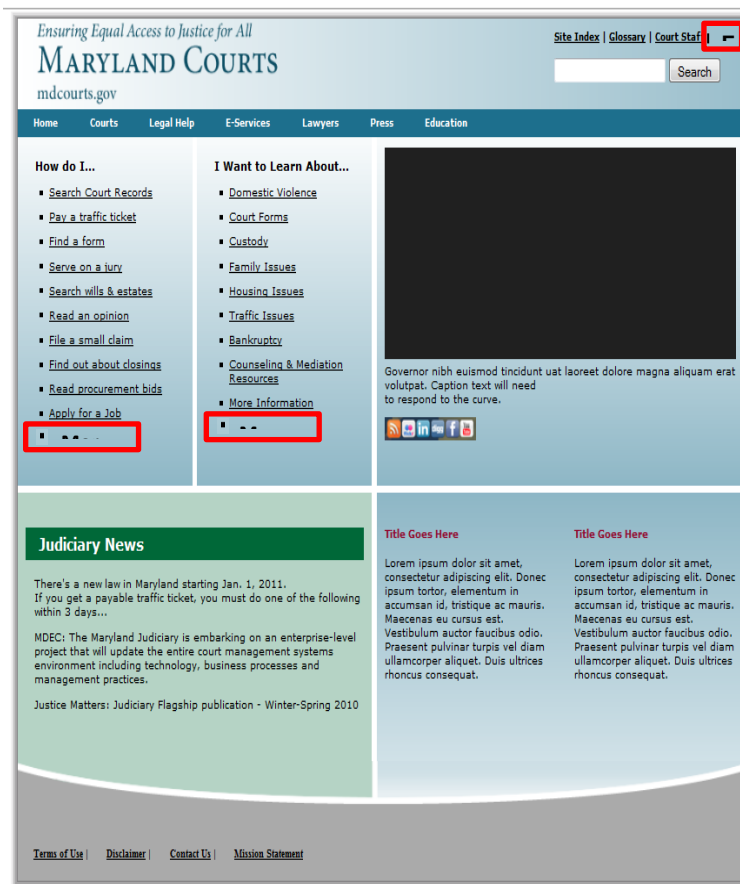 Ensuring Equal Access to Justice for All
MARYLAND COURTS
mdcourts.gov
Site Index | Glossary | Court Staff
Search
Home Courts Legal Help E-Services Lawyers Press Education
How do I...
Search Court Records
Pay a traffic ticket
Find a form
Serve on a jury
Search wills & estates
Read an opinion
File a small claim
Find out about closings
Read procurement bids
Apply for a Job
I Want to Learn About...
Domestic Violence
Court Forms
Custody
Family Issues
Housing Issues
Traffic Issues
Bankruptcy
Counseling & Mediation
Resources
More Information
Governor nibh euismod tincidunt uat laoreet dolore magna aliquam erat
volutpat. Caption text will need
to respond to the curve.
Judiciary News
There's a new law in Maryland starting Jan. 1, 2011.
If you get a payable traffic ticket, you must do one of the following
within 3 days...
MDEC: The Maryland Judiciary is embarking on an enterprise-level
project that will update the entire court management systems
environment including technology, business processes and
management practices.
Justice Matters: Judiciary Flagship publication - Winter-Spring 2010
Title Goes Here
Lorem ipsum dolor sit amet,
consectetur adipiscing elit. Donec
ipsum tortor, elementum in
accumsan id, tristique ac mauris.
Maecenas eu cursus est.
Vestibulum auctor faucibus odio.
Praesent pulvinar turpis vel diam
ullamcorper aliquet. Duis ultrices
rhoncus consequat.
Title Goes Here
Lorem ipsum dolor sit amet,
consectetur adipiscing elit. Donec
ipsum tortor, elementum in
accumsan id, tristique ac mauris.
Maecenas eu cursus est.
Vestibulum auctor faucibus odio.
Praesent pulvinar turpis vel diam
ullamcorper aliquet. Duis ultrices
rhoncus consequat.
Terms of Use | Disclaimer | Contact Us | Mission Statement